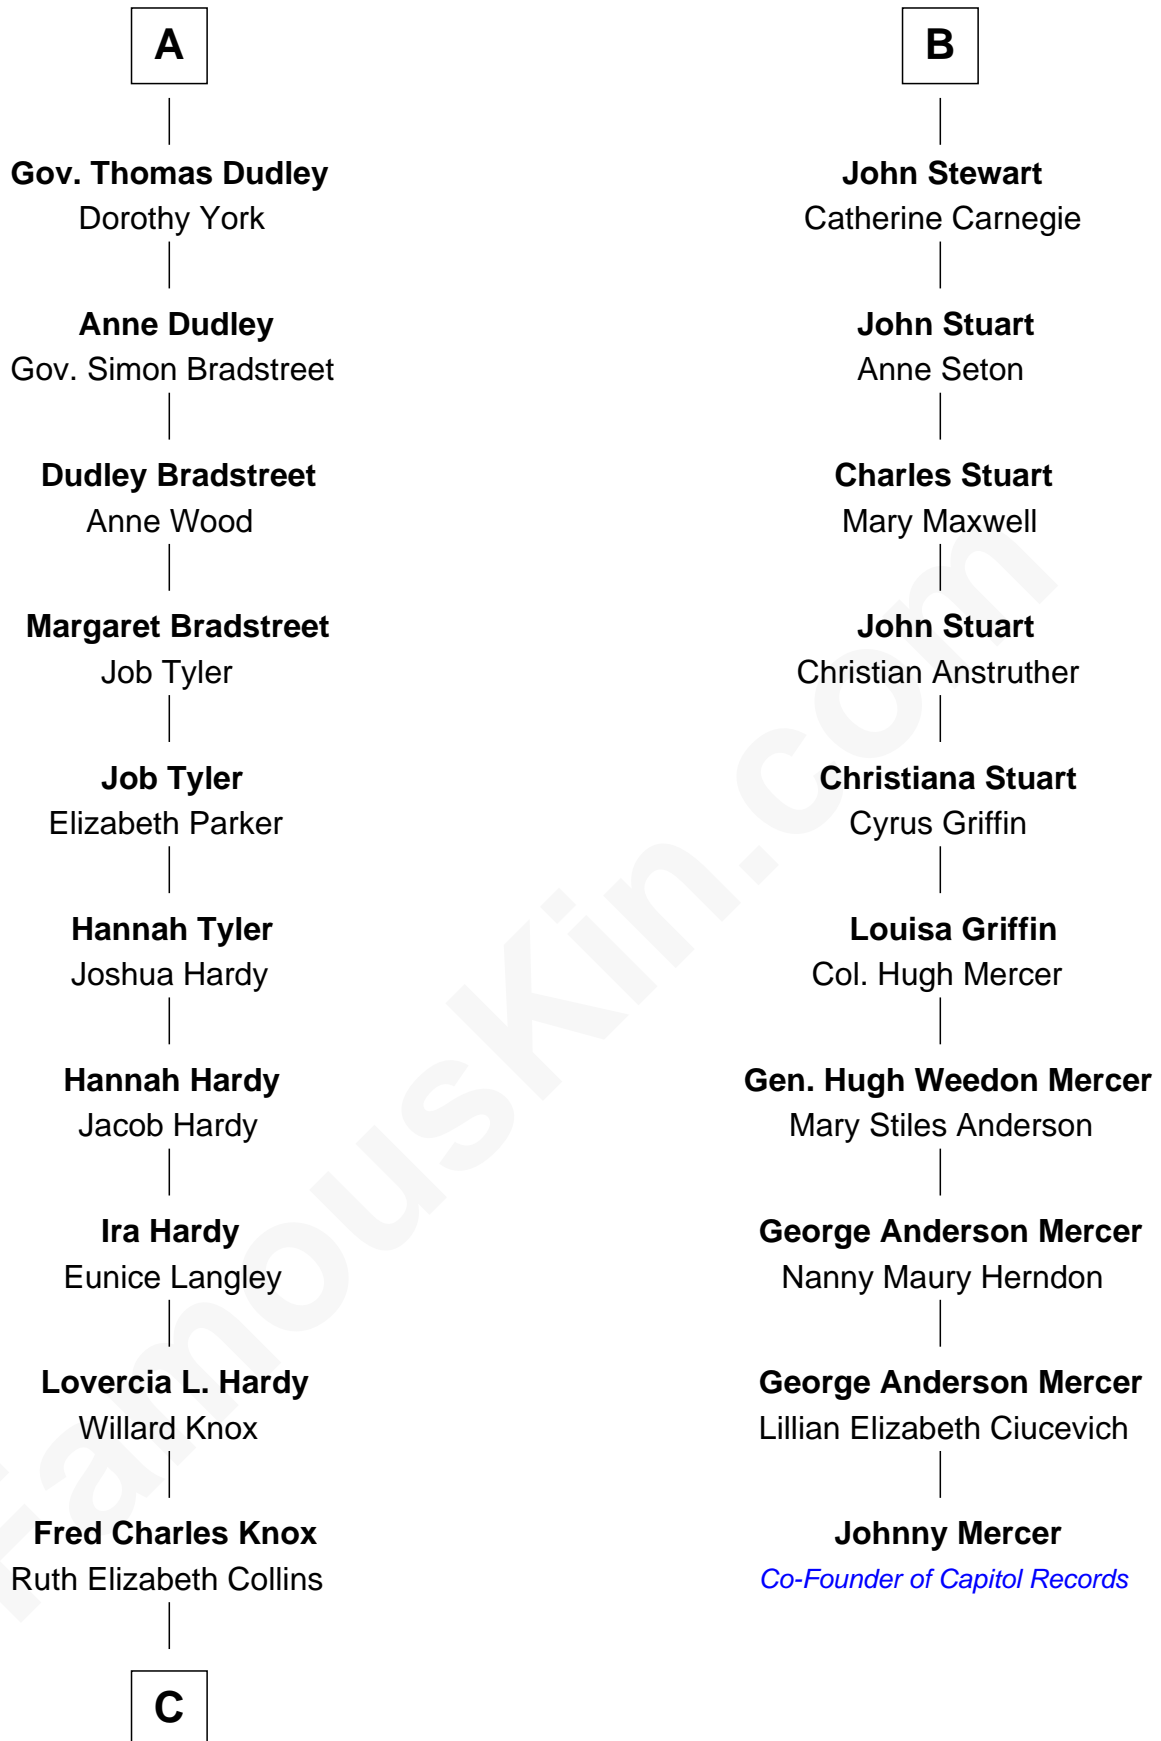 A
Gov. Thomas Dudley
Dorothy York
Anne Dudley
Gov. Simon Bradstreet
Dudley Bradstreet
Anne Wood
Margaret Bradstreet
Job Tyler
Job Tyler
Elizabeth Parker
Hannah Tyler
Joshua Hardy
Hannah Hardy
Jacob Hardy
Ira Hardy
Eunice Langley
Lovercia L. Hardy
Willard Knox
Fred Charles Knox
Ruth Elizabeth Collins
C
B
John Stewart
Catherine Carnegie
John Stuart
Anne Seton
Charles Stuart
Mary Maxwell
John Stuart
Christian Anstruther
Christiana Stuart
Cyrus Griffin
Louisa Griffin
Col. Hugh Mercer
Gen. Hugh Weedon Mercer
Mary Stiles Anderson
George Anderson Mercer
Nanny Maury Herndon
George Anderson Mercer
Lillian Elizabeth Ciucevich
Johnny Mercer
Co-Founder of Capitol Records
FamousKin.com